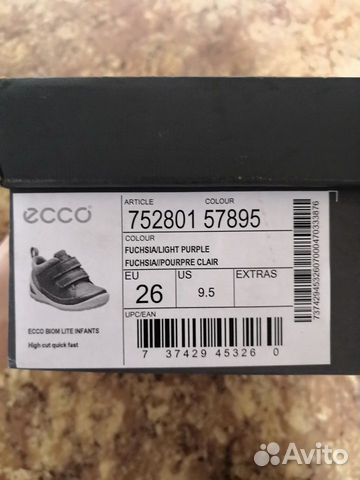 ecco
ARTICLE COLOUR
752801 57895
COLOUR
FUCHSIA/LIGHT PURPLE
FUCHSIA//POURPRE CLAIR
EU US EXTRAS
26 9.5
UPC/EAN
7 37429 45326 0
ECCO BIOM LITE INFANTS
High cut quick fast
737429453260700047033876
Avito